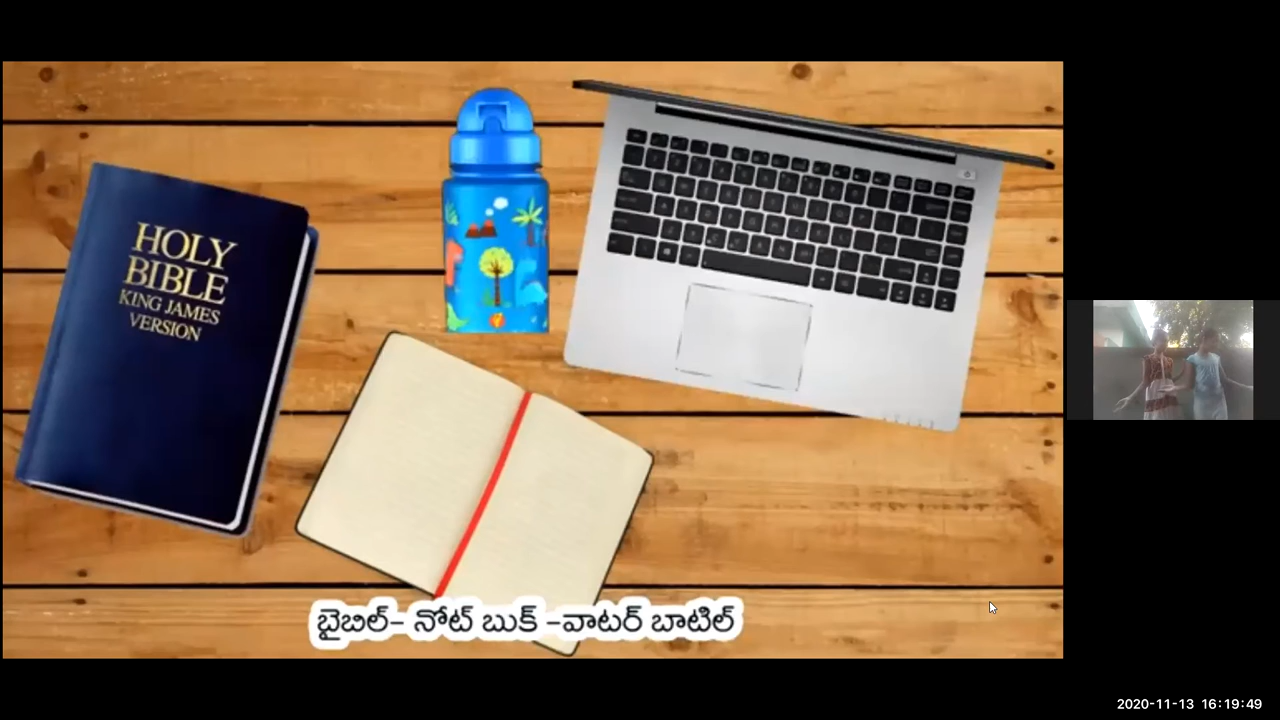 HOLY
BIBLE
KING JAMES
VERSION
బైబిల్- నోట్ బుక్ -వాటర్ బాటిల్
2020-11-13 16:19:49